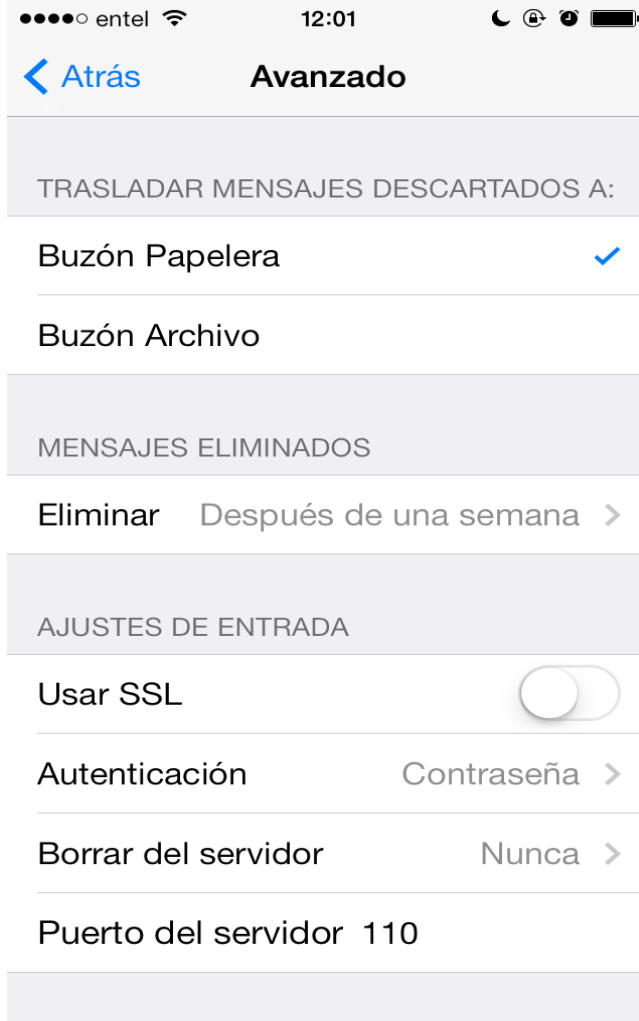 entel 12:01
Atrás Avanzado
TRASLADAR MENSAJES DESCARTADOS A:
Buzón Papelera
Buzón Archivo
MENSAJES ELIMINADOS
Eliminar Después de una semana
AJUSTES DE ENTRADA
Usar SSL
Autenticación Contraseña
Borrar del servidor Nunca
Puerto del servidor 110